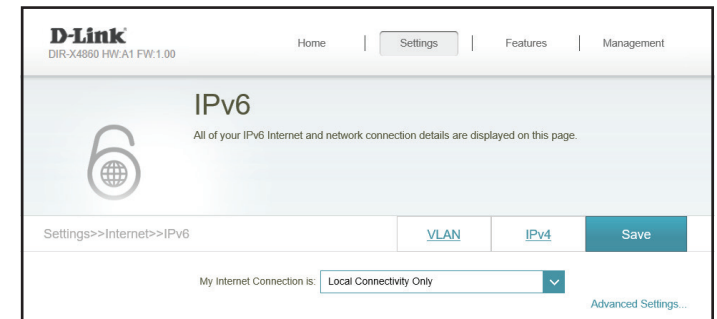 D-Link
DIR-X4860 HW:A1 FW:1.00
Home Settings Features Management
IPv6
All of your IPv6 Internet and network connection details are displayed on this page.
Settings>>Internet>>IPv6 VLAN IPv4 Save
My Internet Connection is: Local Connectivity Only
Advanced Settings...